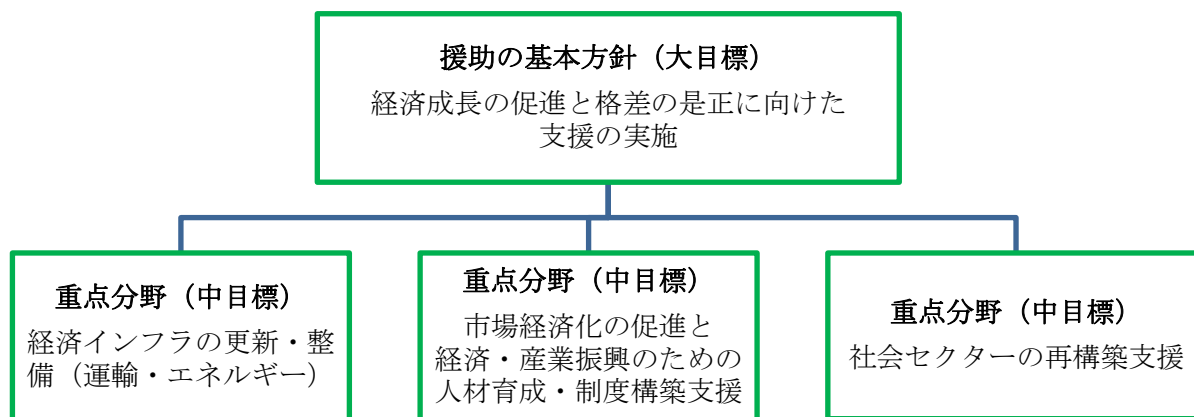 援助の基本方針（大目標）
経済成長の促進と格差の是正に向けた
支援の実施
重点分野（中目標）
経済インフラの更新・整
備（運輸・エネルギー）
重点分野（中目標）
市場経済化の促進と
経済・産業振興のための
人材育成・制度構築支援
重点分野（中目標）
社会セクターの再構築支援